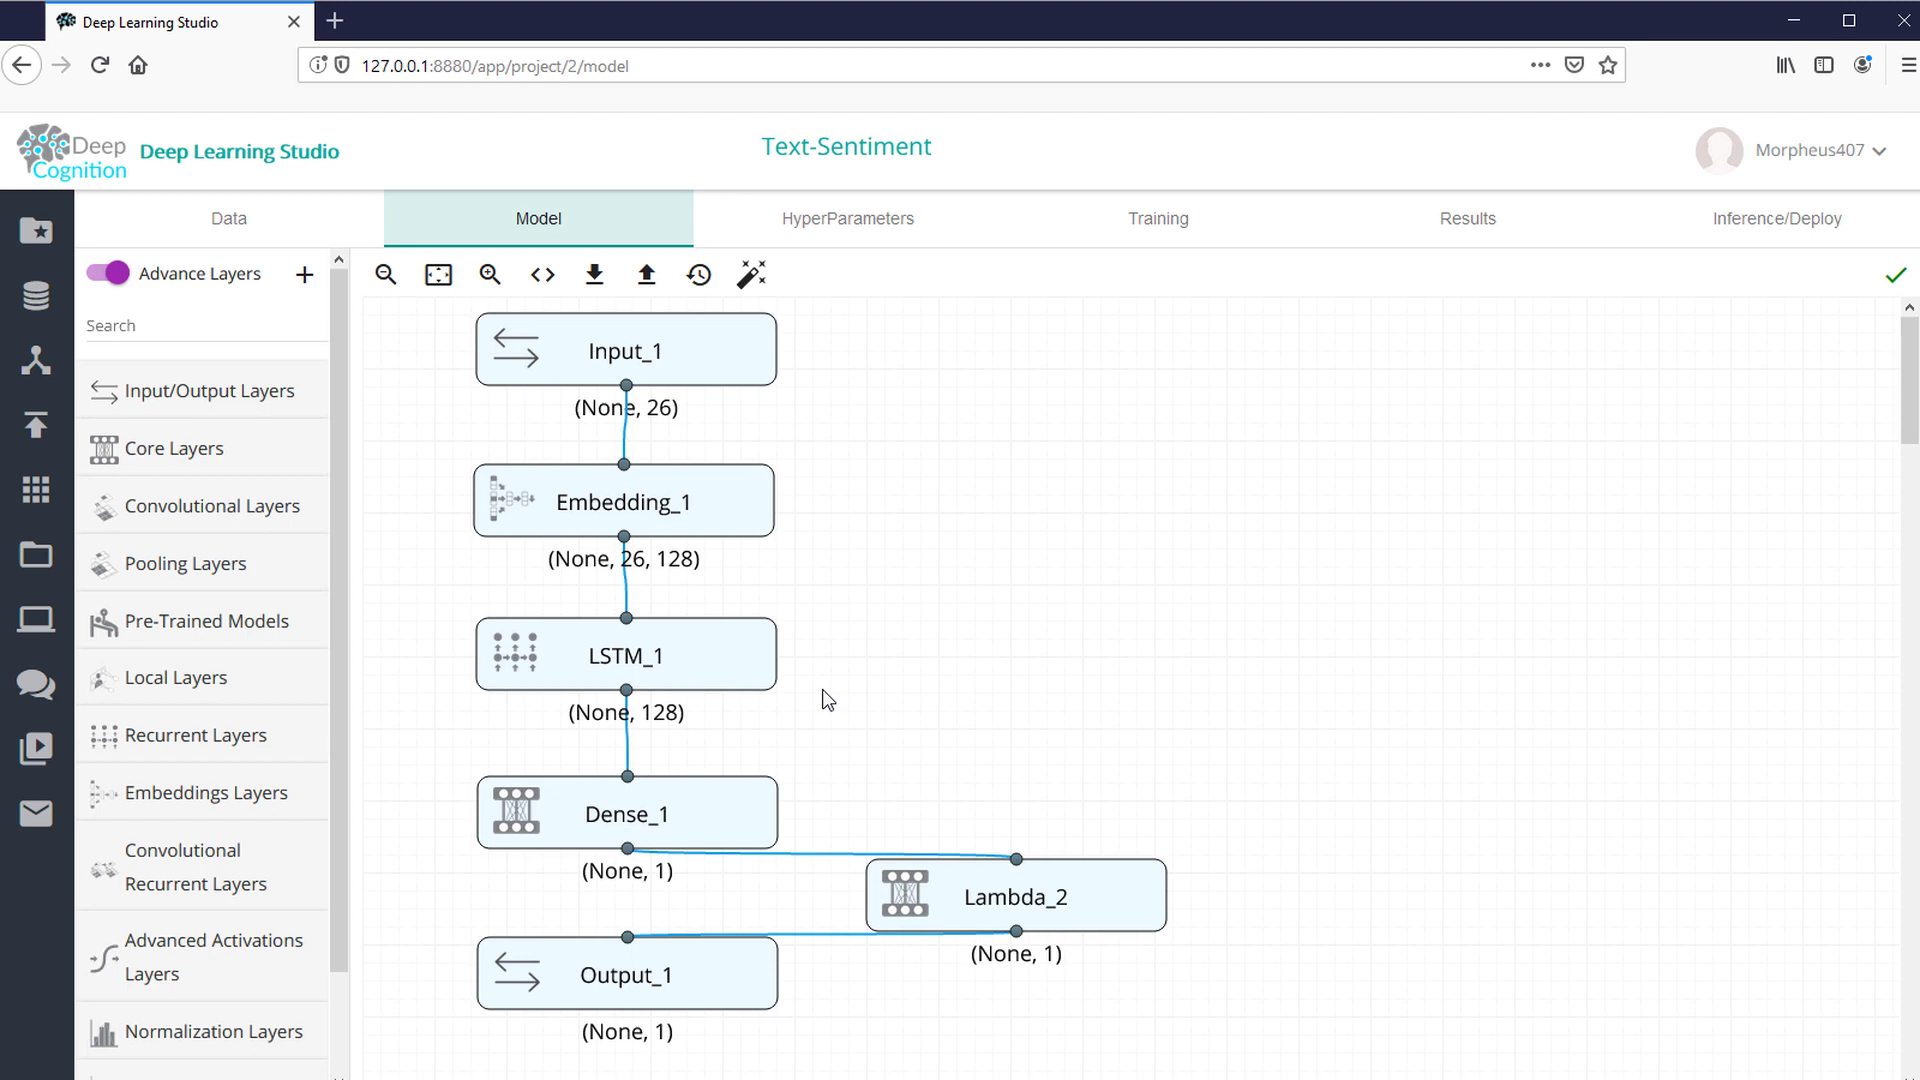 Deep Learning Studio
127.0.0.1:8880/app/project/2/model
Deep
Cognition
Deep Learning Studio
Text-Sentiment
Morpheus407
Data
Model
HyperParameters
Training
Results
Inference/Deploy
Advance Layers
Search
Input/Output Layers
Core Layers
Convolutional Layers
Pooling Layers
Pre-Trained Models
Local Layers
Recurrent Layers
Embeddings Layers
Convolutional
Recurrent Layers
Advanced Activations
Layers
Normalization Layers
Input_1
(None, 26)
Embedding_1
(None, 26, 128)
LSTM_1
(None, 128)
Dense_1
(None, 1)
Lambda_2
(None, 1)
Output_1
(None, 1)